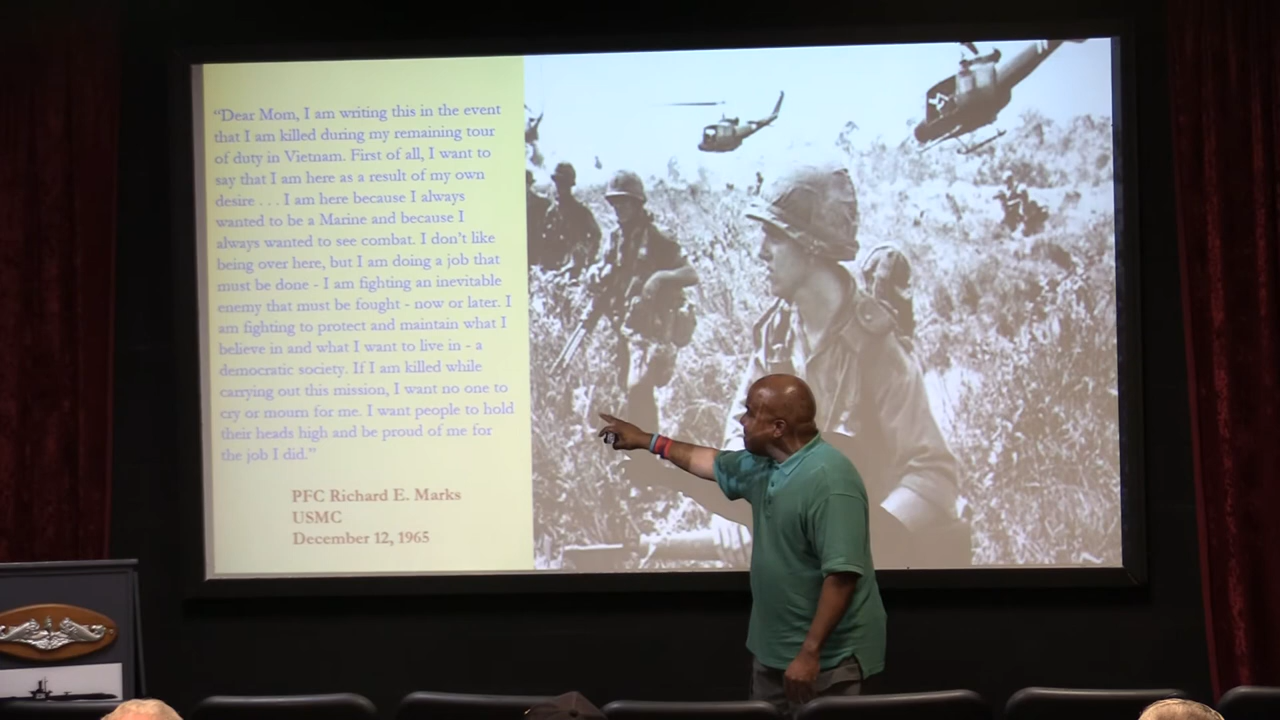 “Dear Mom, I am writing this in the event
that I am killed during my remaining tour
of duty in Vietnam. First of all, I want to
say that I am here as a result of my own
desire . . . I am here because I always
wanted to be a Marine and because I
always wanted to see combat. I don’t like
being over here, but I am doing a job that
must be done - I am fighting an inevitable
enemy that must be fought - now or later. I
am fighting to protect and maintain what I
believe in and what I want to live in - a
democratic society. If I am killed while
carrying out this mission, I want no one to
cry or mourn for me. I want people to hold
their heads high and be proud of me for
the job I did.”
PFC Richard E. Marks
USMC
December 12, 1965